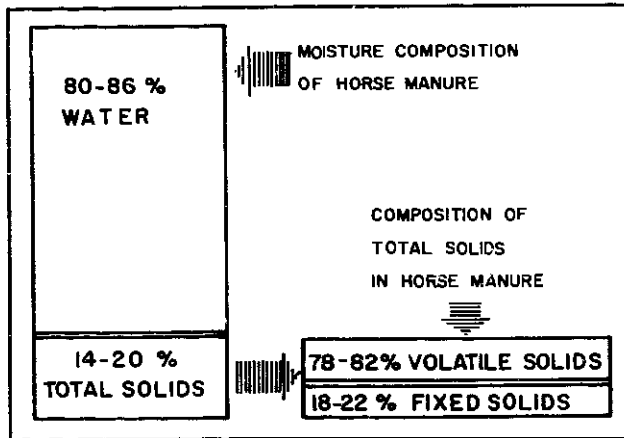 80-86 %
WATER
MOISTURE COMPOSITION
OF HORSE MANURE
COMPOSITION OF
TOTAL SOLIDS
IN HORSE MANURE
14-20 %
TOTAL SOLIDS
78-82% VOLATILE SOLIDS
18-22 % FIXED SOLIDS